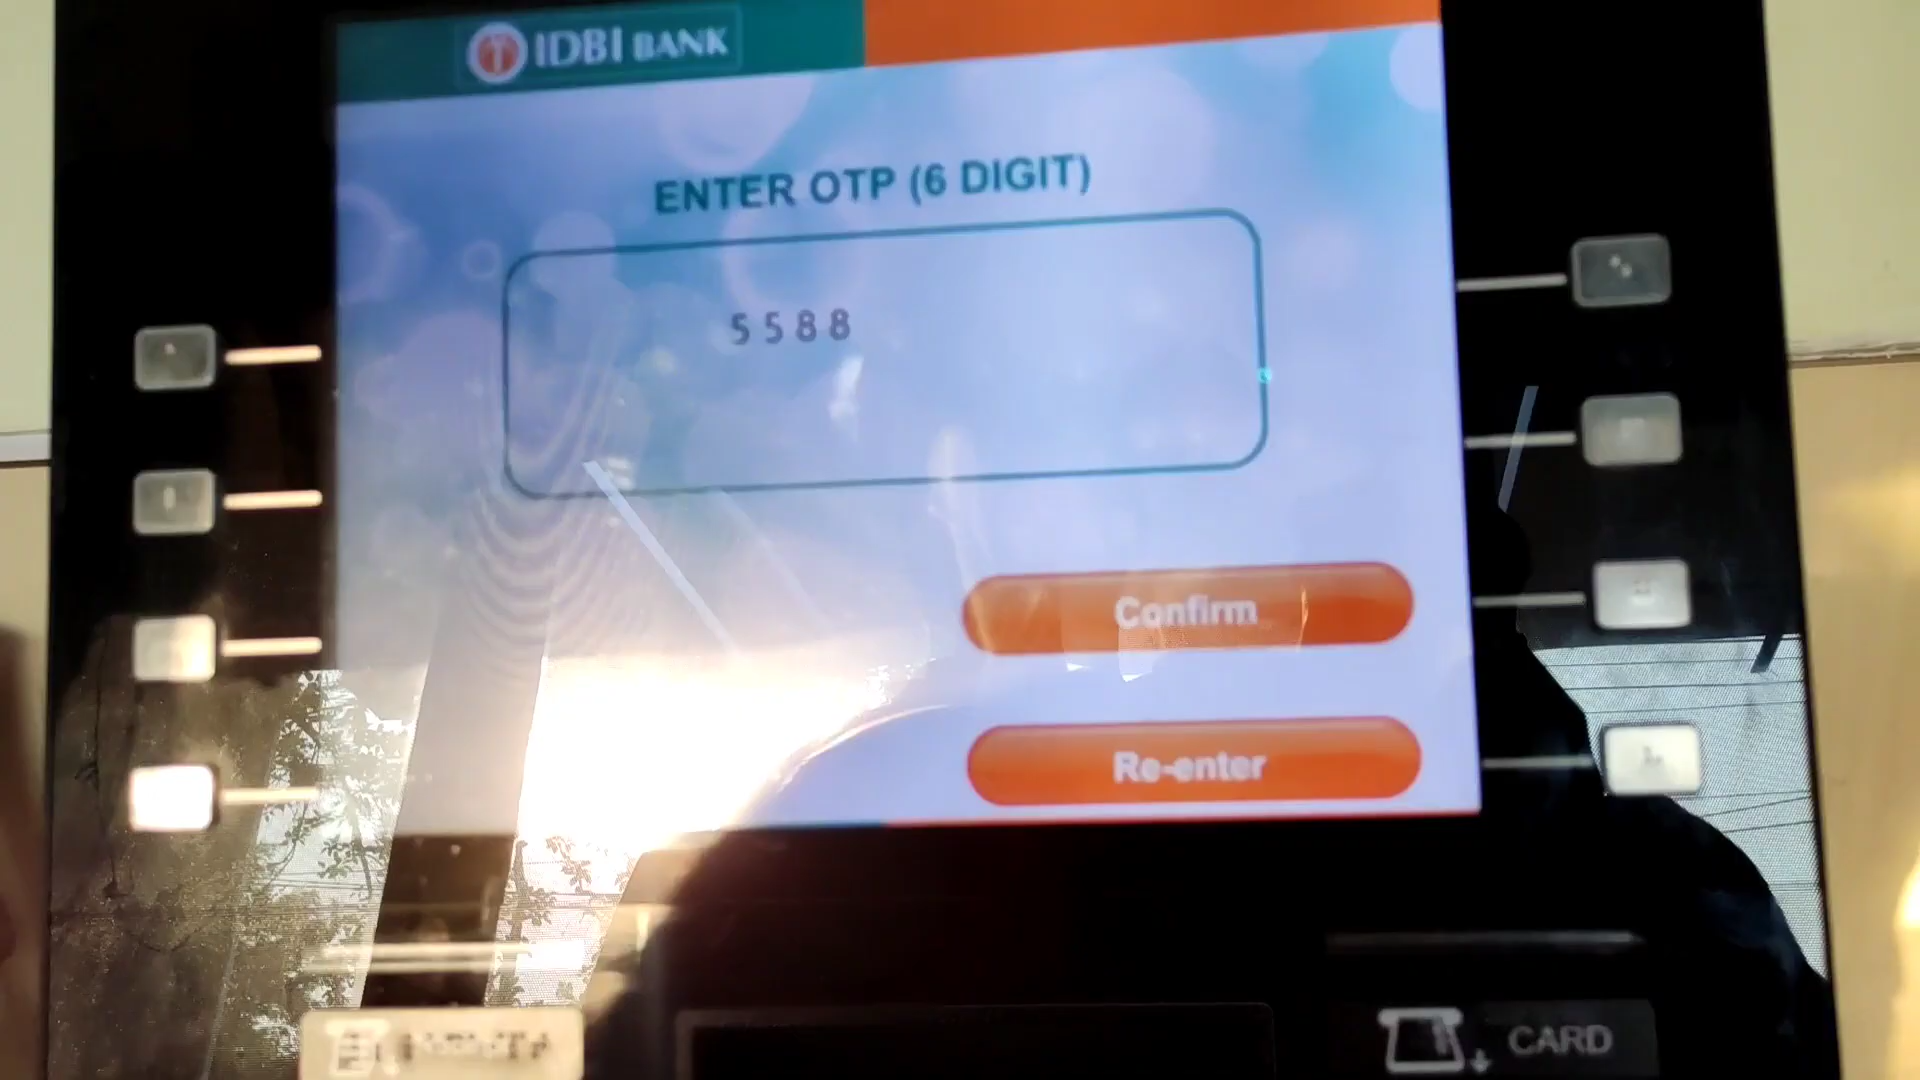 IDBI BANK
ENTER OTP (6 DIGIT)
5588
Confirm
Re-enter
CARD